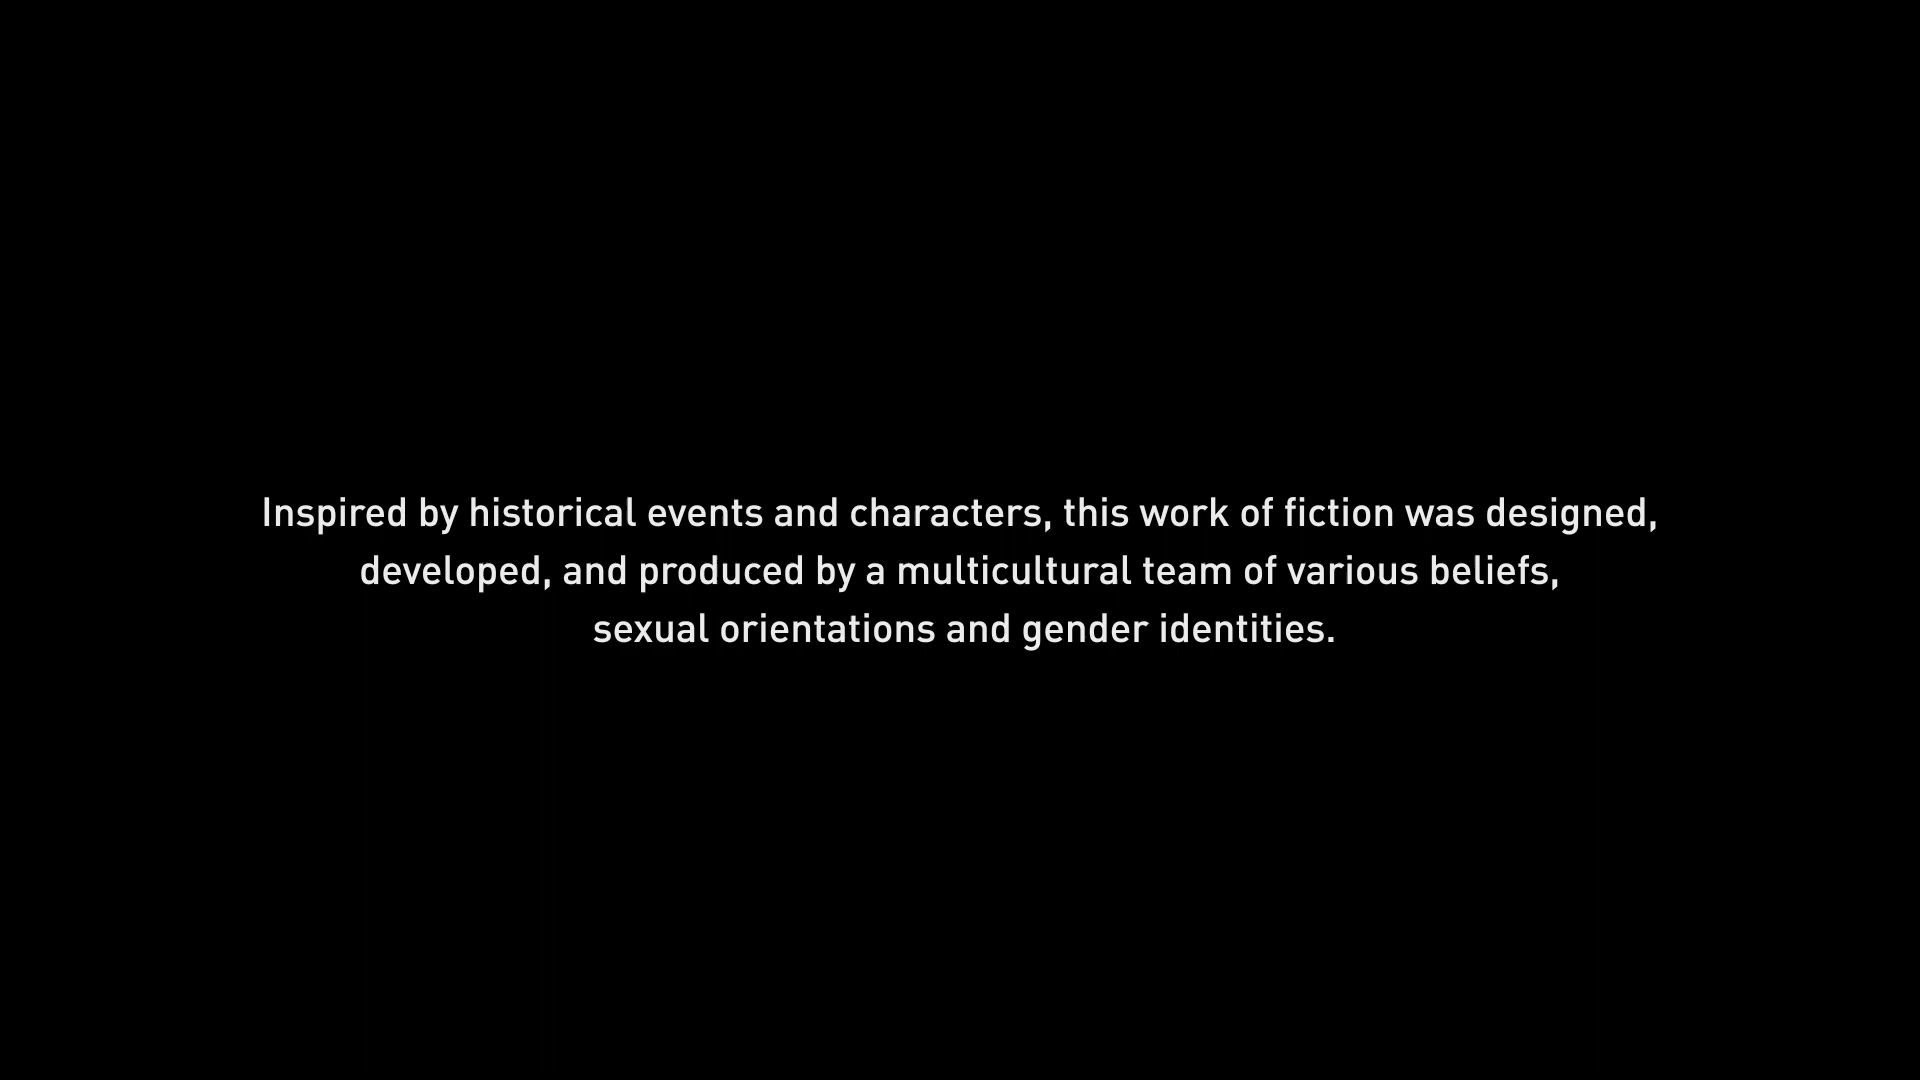 Inspired by historical events and characters, this work of fiction was designed,
developed, and produced by a multicultural team of various beliefs,
sexual orientations and gender identities.